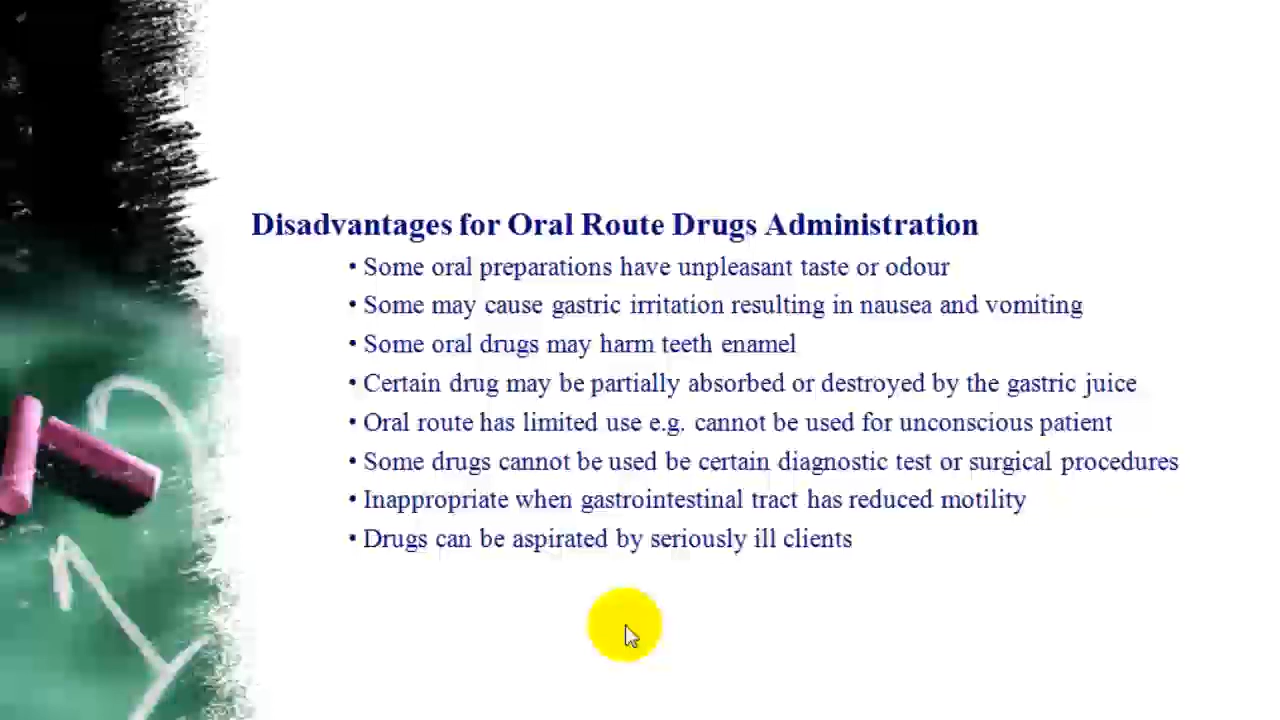 Disadvantages for Oral Route Drugs Administration
• Some oral preparations have unpleasant taste or odour
• Some may cause gastric irritation resulting in nausea and vomiting
• Some oral drugs may harm teeth enamel
• Certain drug may be partially absorbed or destroyed by the gastric juice
• Oral route has limited use e.g. cannot be used for unconscious patient
• Some drugs cannot be used be certain diagnostic test or surgical procedures
• Inappropriate when gastrointestinal tract has reduced motility
• Drugs can be aspirated by seriously ill clients